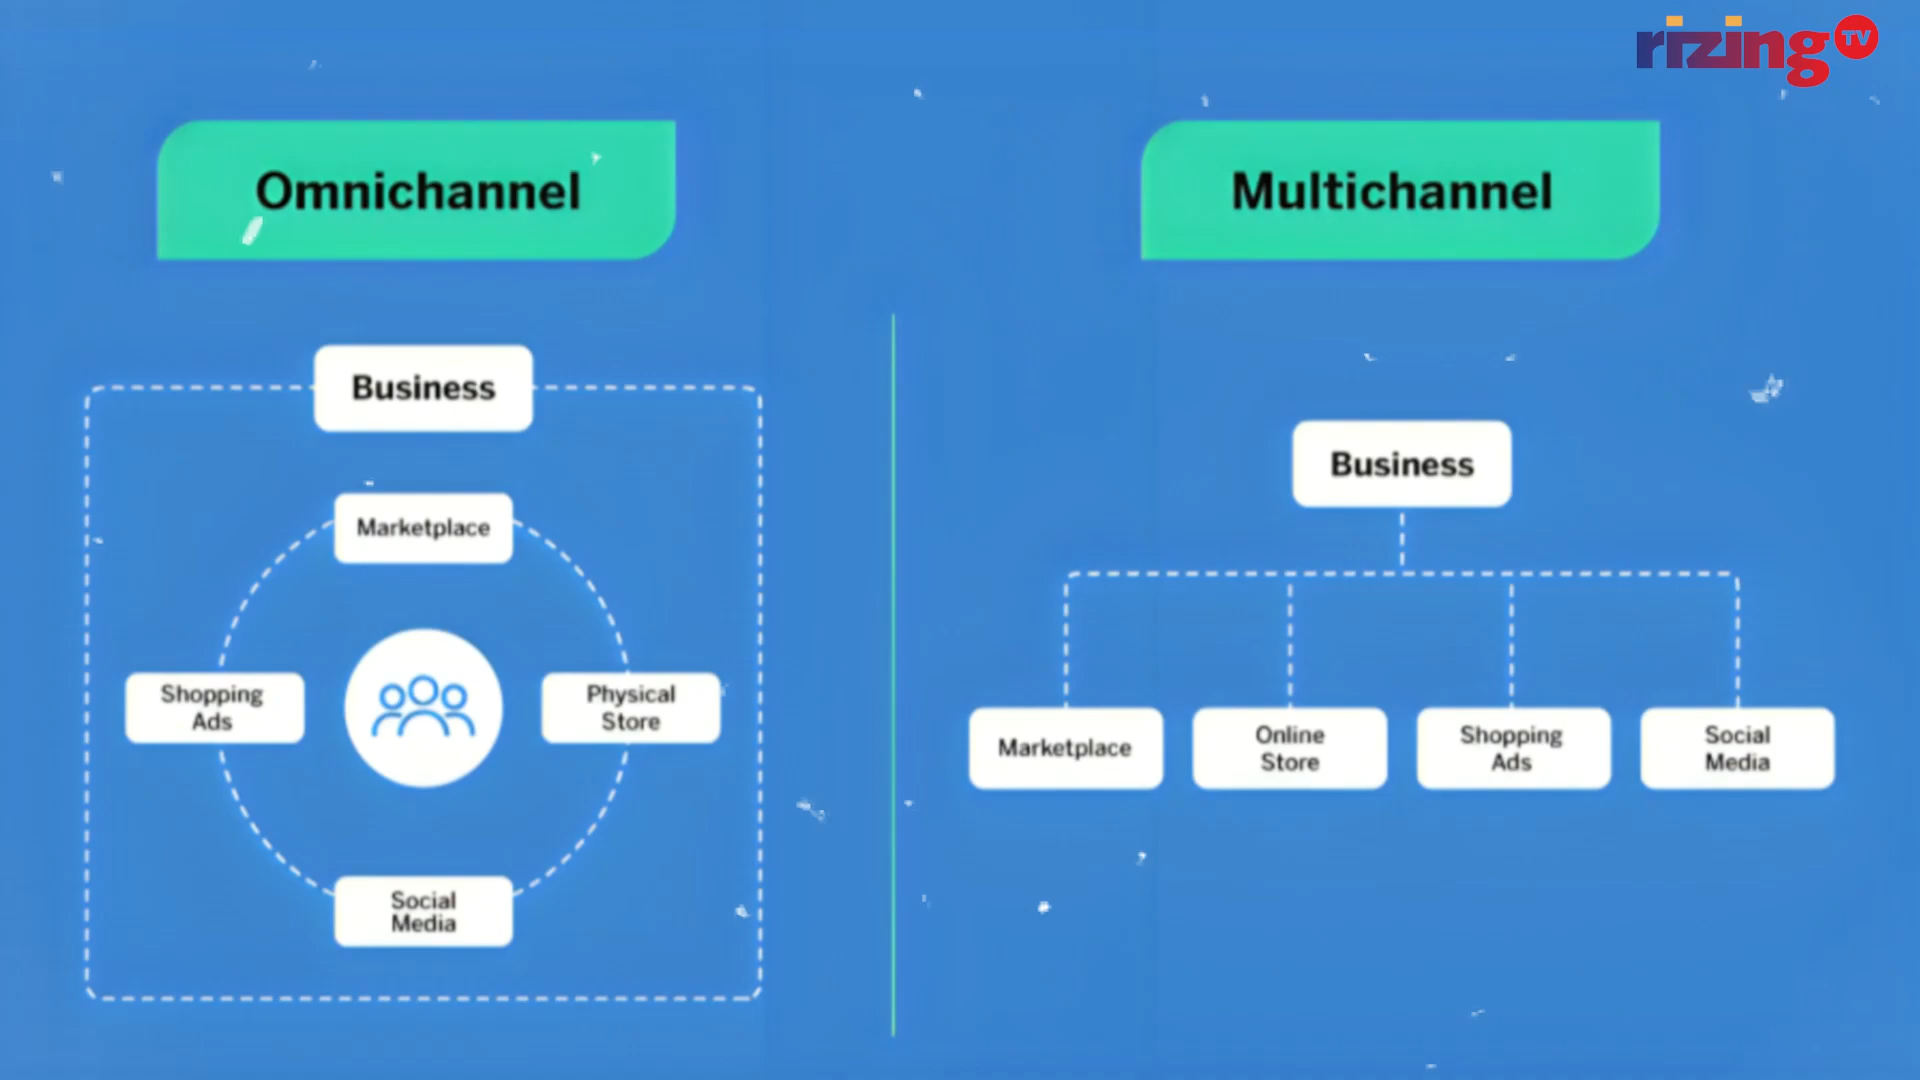 rizing TV
Omnichannel
Multichannel
Business
Marketplace
Shopping
Ads
Physical
Store
Social
Media
Business
Marketplace
Online
Store
Shopping
Ads
Social
Media